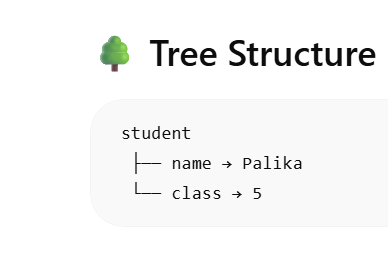 🌳 Tree Structure
student
 ├── name → Palika
 └── class → 5